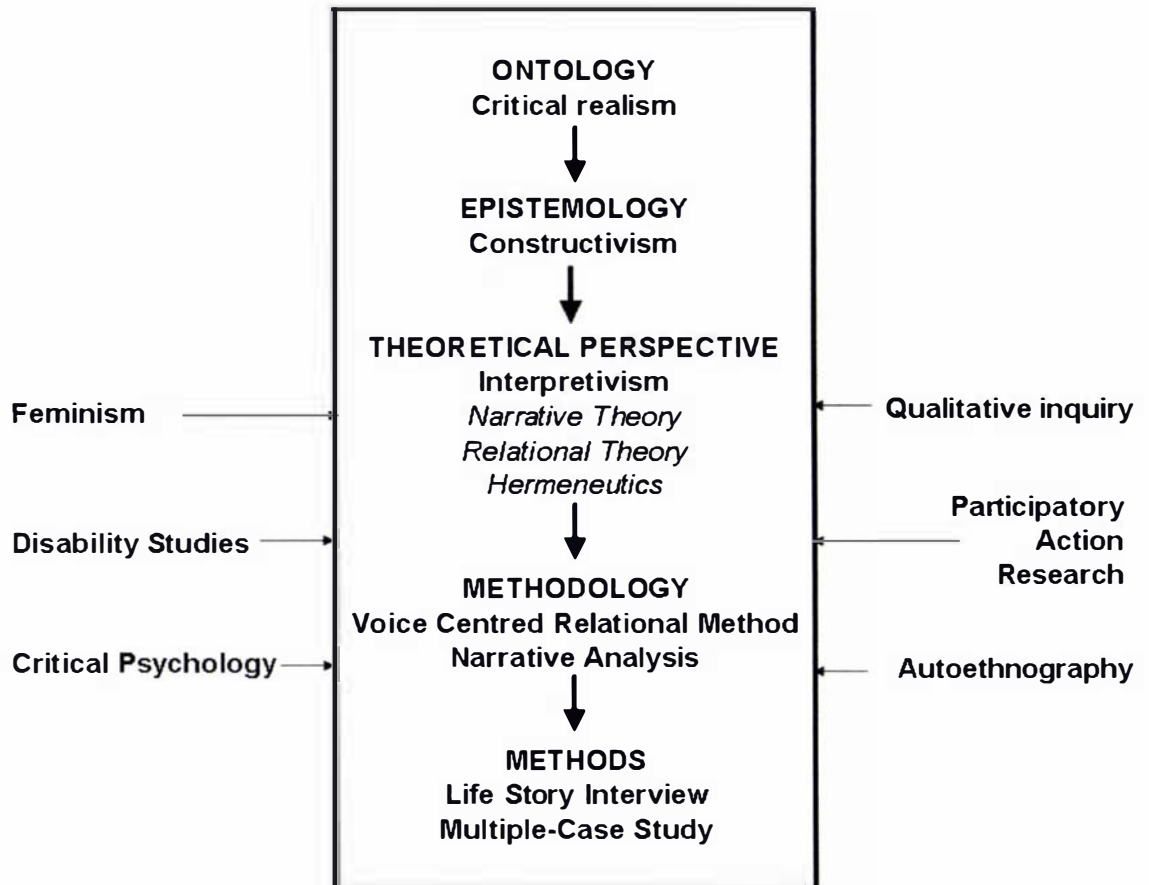 ONTOLOGY
Critical realism
EPISTEMOLOGY
Constructivism
THEORETICAL PERSPECTIVE
Interpretivism
Narrative Theory
Relational Theory
Hermeneutics
METHODOLOGY
Voice Centred Relational Method
Narrative Analysis
METHODS
Life Story Interview
Multiple-Case Study
Feminism
Disability Studies
Critical Psychology
Qualitative inquiry
Participatory
Action
Research
Autoethnography